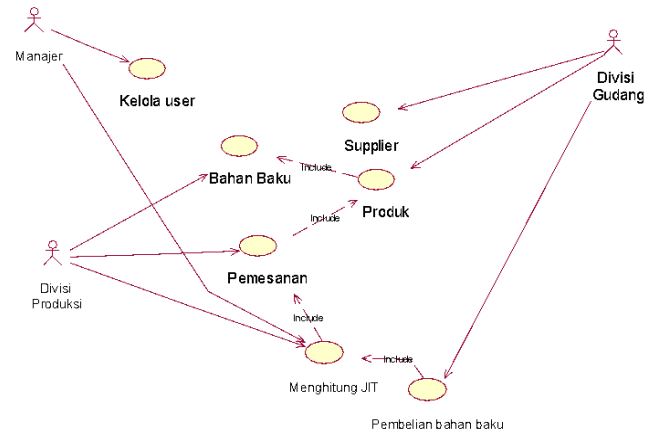 Manajer
Kelola user
Divisi
Gudang
Supplier
Bahan Baku
Include
Produk
Include
Pemesanan
Divisi
Produksi
Include
Menghitung JIT
Include
Pembelian bahan baku